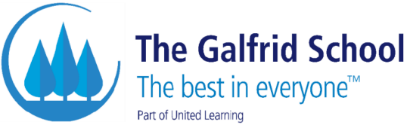 The Galfrid School
The best in everyone™
Part of United Learning